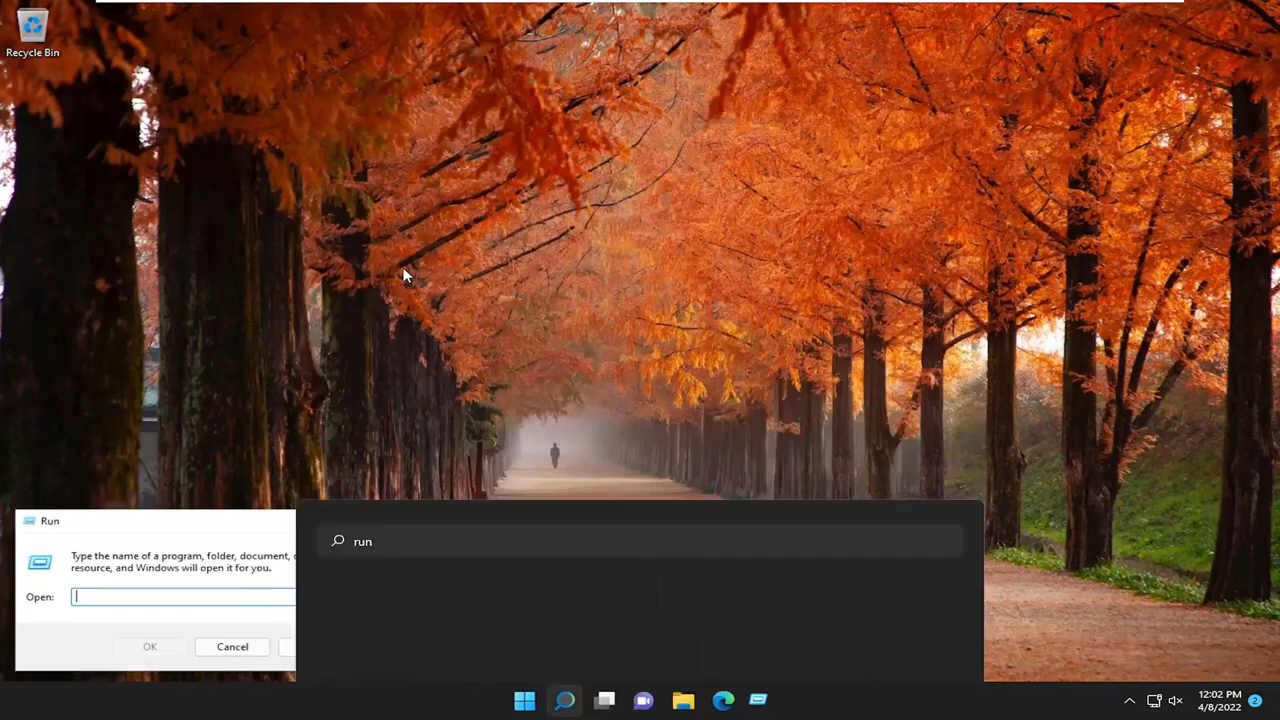 Recycle Bin
Run
Type the name of a program, folder, document,
resource, and Windows will open it for you.
Open:
OK
Cancel
run
12:02 PM
4/8/2022
2